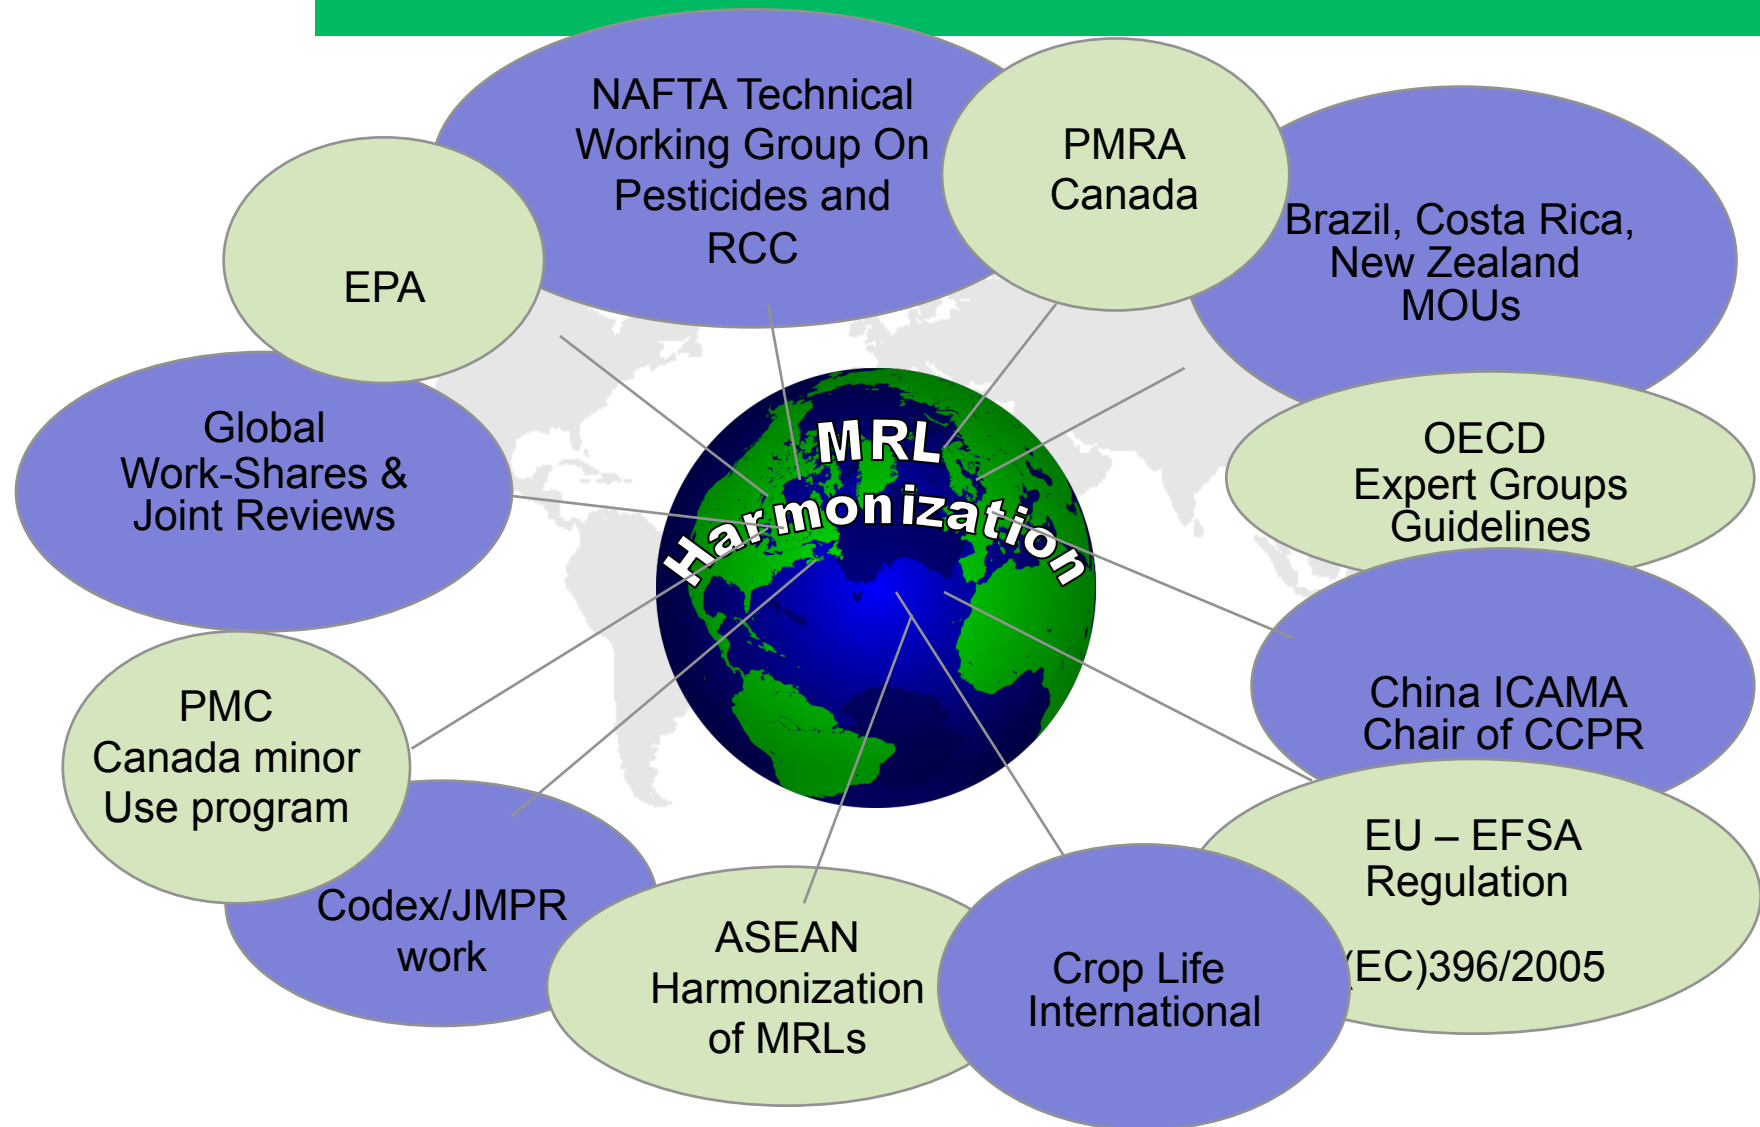 NAFTA Technical
Working Group On
Pesticides and
RCC
PMRA
Canada
Brazil, Costa Rica,
New Zealand
MOUs
EPA
Global
Work-Shares &
Joint Reviews
OECD
Expert Groups
Guidelines
MRL
Harmonization
China ICAMA
Chair of CCPR
PMC
Canada minor
Use program
EU – EFSA
Regulation
(EC)396/2005
Codex/JMPR
work
ASEAN
Harmonization
of MRLs
Crop Life
International